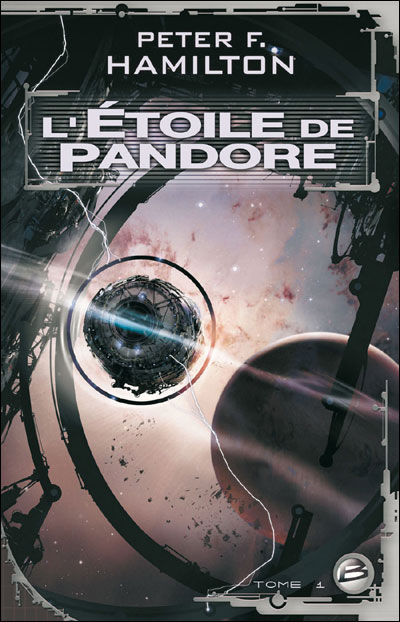 PETER F.
HAMILTON
L'ÉTOILE DE
PANDORE
TOME 1
B